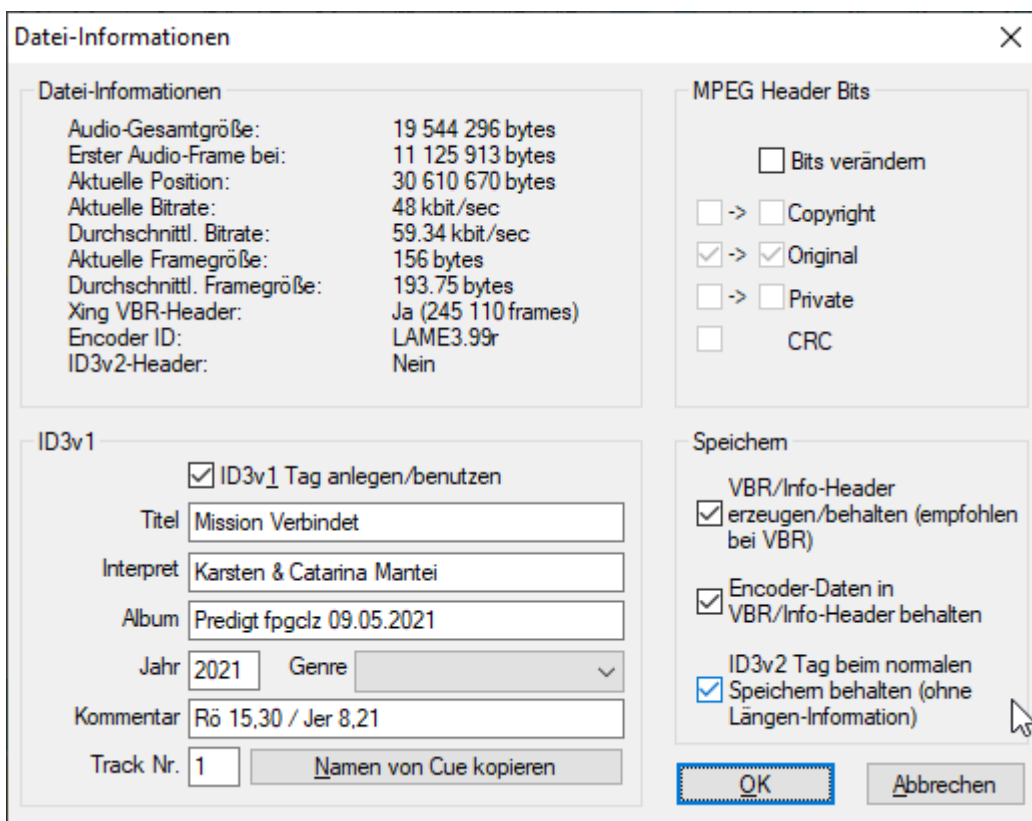 Datei-Informationen
Datei-Informationen
Audio-Gesamtgröße: 19 544 296 bytes
Erster Audio-Frame bei: 11 125 913 bytes
Aktuelle Position: 30 610 670 bytes
Aktuelle Bitrate: 48 kbit/sec
Durchschnittl. Bitrate: 59.34 kbit/sec
Aktuelle Framegröße: 156 bytes
Durchschnittl. Framegröße: 193.75 bytes
Xing VBR-Header: Ja (245 110 frames)
Encoder ID: LAME3.99r
ID3v2-Header: Nein
MPEG Header Bits
Bits verändern
-> Copyright
-> Original
-> Private
CRC
ID3v1
ID3v1 Tag anlegen/benutzen
Titel Mission Verbindet
Interpret Karsten & Catarina Mantei
Album Predigt fpgclz 09.05.2021
Jahr 2021 Genre
Kommentar Rö 15,30 / Jer 8,21
Track Nr. 1 Namen von Cue kopieren
Speichern
VBR/Info-Header
erzeugen/behalten (empfohlen
bei VBR)
Encoder-Daten in
VBR/Info-Header behalten
ID3v2 Tag beim normalen
Speichern behalten (ohne
Längen-Information)
OK Abbrechen